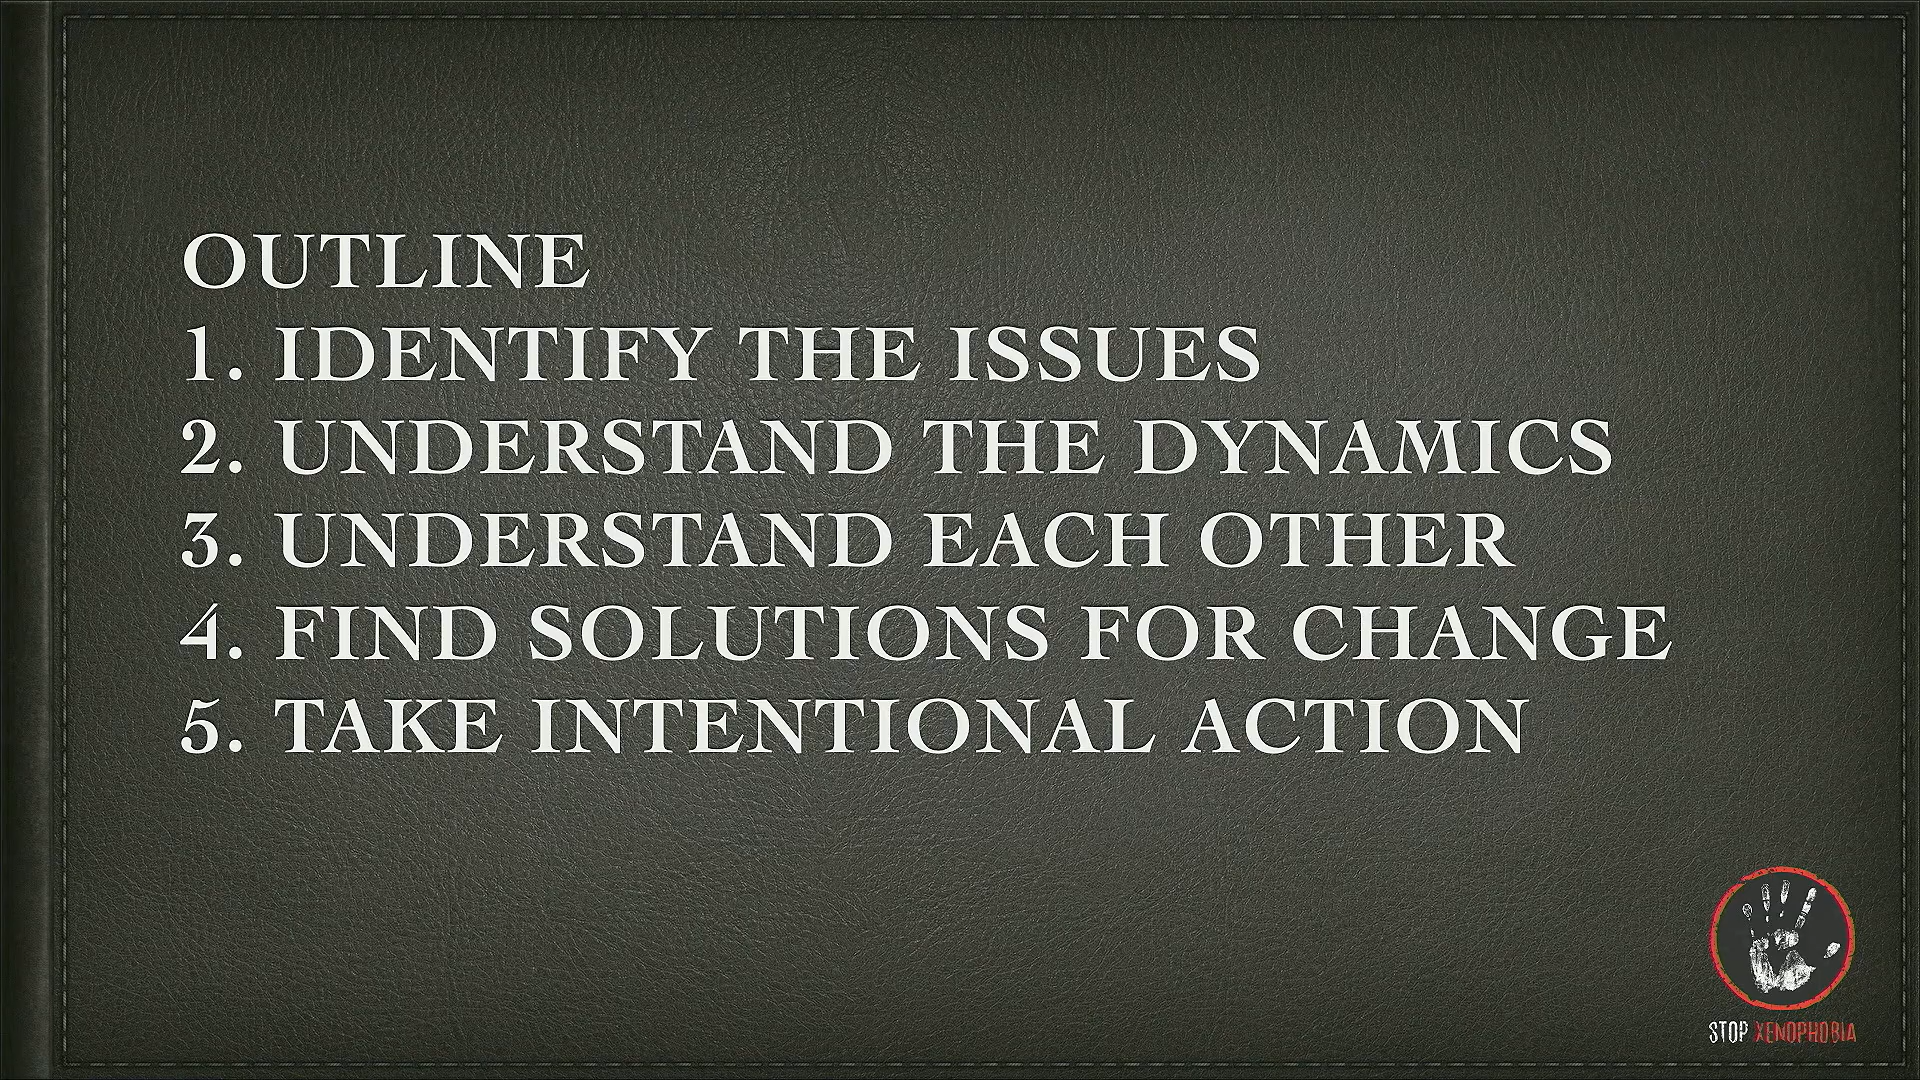 OUTLINE
1. IDENTIFY THE ISSUES
2. UNDERSTAND THE DYNAMICS
3. UNDERSTAND EACH OTHER
4. FIND SOLUTIONS FOR CHANGE
5. TAKE INTENTIONAL ACTION
STOP XENOPHOBIA